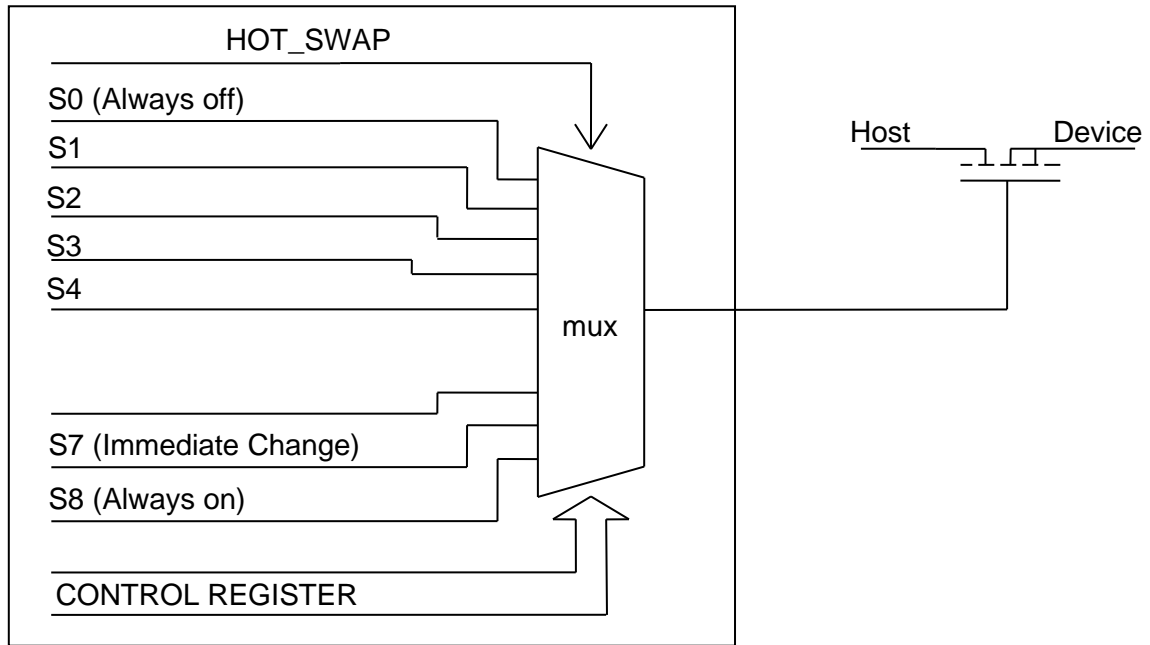 HOT_SWAP
S0 (Always off)
S1
S2
S3
S4
S7 (Immediate Change)
S8 (Always on)
CONTROL REGISTER
mux
Host
Device